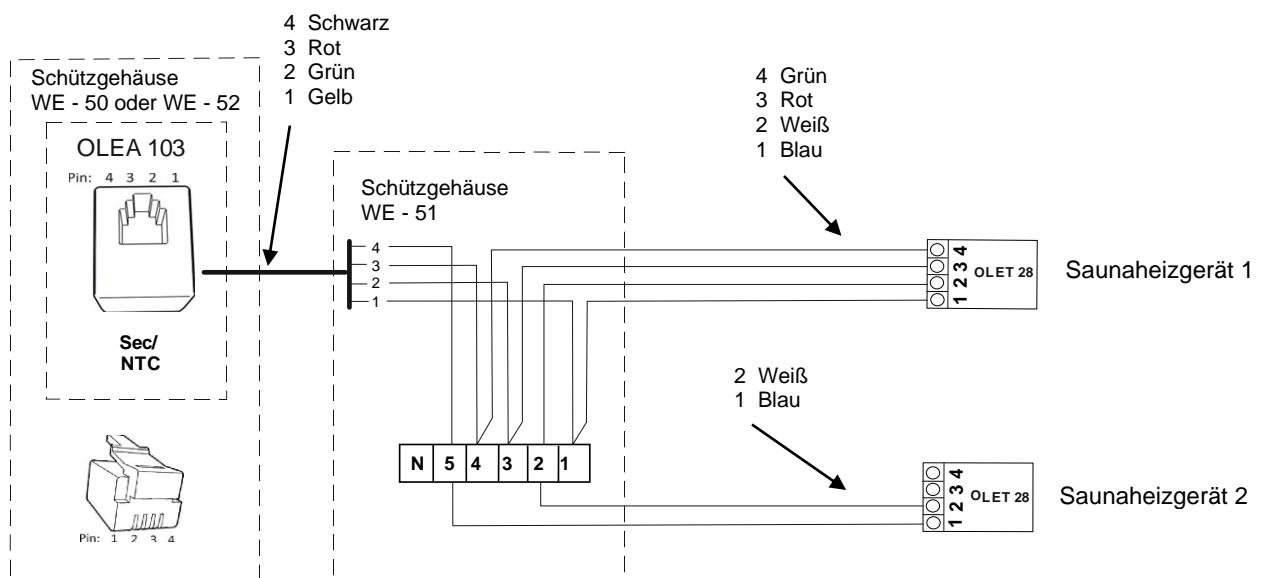 4 Schwarz
3 Rot
2 Grün
1 Gelb
Schützgehäuse
WE - 50 oder WE - 52
OLEA 103
Pin: 4 3 2 1
Sec/
NTC
Pin: 1 2 3 4
Schützgehäuse
WE - 51
4
3
2
1
N 5 4 3 2 1
4 Grün
3 Rot
2 Weiß
1 Blau
1 2 3 4
OLET 28
Saunaheizgerät 1
2 Weiß
1 Blau
1 2 3 4
OLET 28
Saunaheizgerät 2